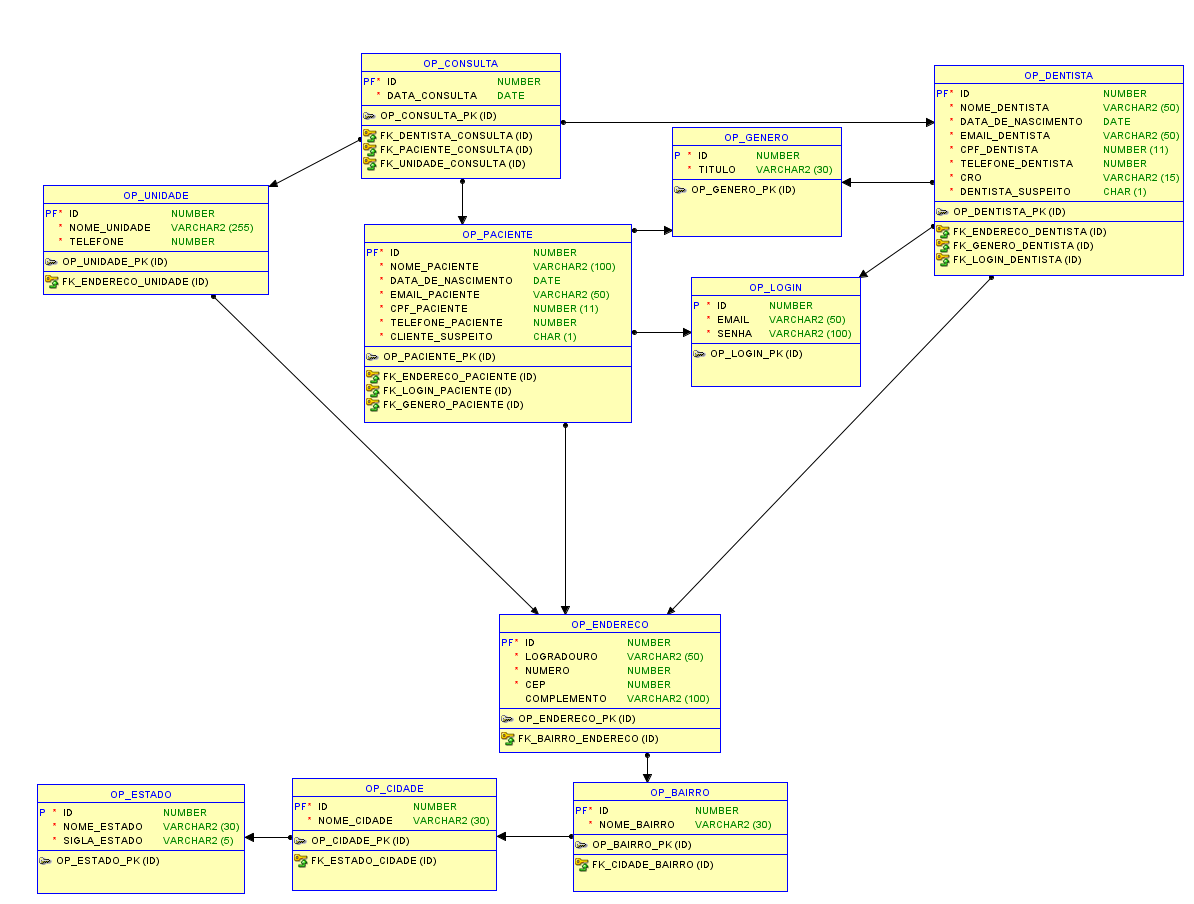 OP_CONSULTA
PF* ID NUMBER
* DATA_CONSULTA DATE
OP_CONSULTA_PK (ID)
FK_DENTISTA_CONSULTA (ID)
FK_PACIENTE_CONSULTA (ID)
FK_UNIDADE_CONSULTA (ID)
OP_DENTISTA
PF* ID NUMBER
* NOME_DENTISTA VARCHAR2 (50)
* DATA_DE_NASCIMENTO DATE
* EMAIL_DENTISTA VARCHAR2 (50)
* CPF_DENTISTA NUMBER (11)
* TELEFONE_DENTISTA NUMBER
* CRO VARCHAR2 (15)
* DENTISTA_SUSPEITO CHAR (1)
OP_DENTISTA_PK (ID)
FK_ENDERECO_DENTISTA (ID)
FK_GENERO_DENTISTA (ID)
FK_LOGIN_DENTISTA (ID)
OP_GENERO
P * ID NUMBER
* TITULO VARCHAR2 (30)
OP_GENERO_PK (ID)
OP_UNIDADE
PF* ID NUMBER
* NOME_UNIDADE VARCHAR2 (255)
* TELEFONE NUMBER
OP_UNIDADE_PK (ID)
FK_ENDERECO_UNIDADE (ID)
OP_PACIENTE
PF* ID NUMBER
* NOME_PACIENTE VARCHAR2 (100)
* DATA_DE_NASCIMENTO DATE
* EMAIL_PACIENTE VARCHAR2 (50)
* CPF_PACIENTE NUMBER (11)
* TELEFONE_PACIENTE NUMBER
* CLIENTE_SUSPEITO CHAR (1)
OP_PACIENTE_PK (ID)
FK_ENDERECO_PACIENTE (ID)
FK_LOGIN_PACIENTE (ID)
FK_GENERO_PACIENTE (ID)
OP_LOGIN
P * ID NUMBER
* EMAIL VARCHAR2 (50)
* SENHA VARCHAR2 (100)
OP_LOGIN_PK (ID)
OP_ENDERECO
PF* ID NUMBER
* LOGRADOURO VARCHAR2 (50)
* NUMERO NUMBER
* CEP NUMBER
COMPLEMENTO VARCHAR2 (100)
OP_ENDERECO_PK (ID)
FK_BAIRRO_ENDERECO (ID)
OP_ESTADO
P * ID NUMBER
* NOME_ESTADO VARCHAR2 (30)
* SIGLA_ESTADO VARCHAR2 (5)
OP_ESTADO_PK (ID)
OP_CIDADE
PF* ID NUMBER
* NOME_CIDADE VARCHAR2 (30)
OP_CIDADE_PK (ID)
FK_ESTADO_CIDADE (ID)
OP_BAIRRO
PF* ID NUMBER
* NOME_BAIRRO VARCHAR2 (30)
OP_BAIRRO_PK (ID)
FK_CIDADE_BAIRRO (ID)